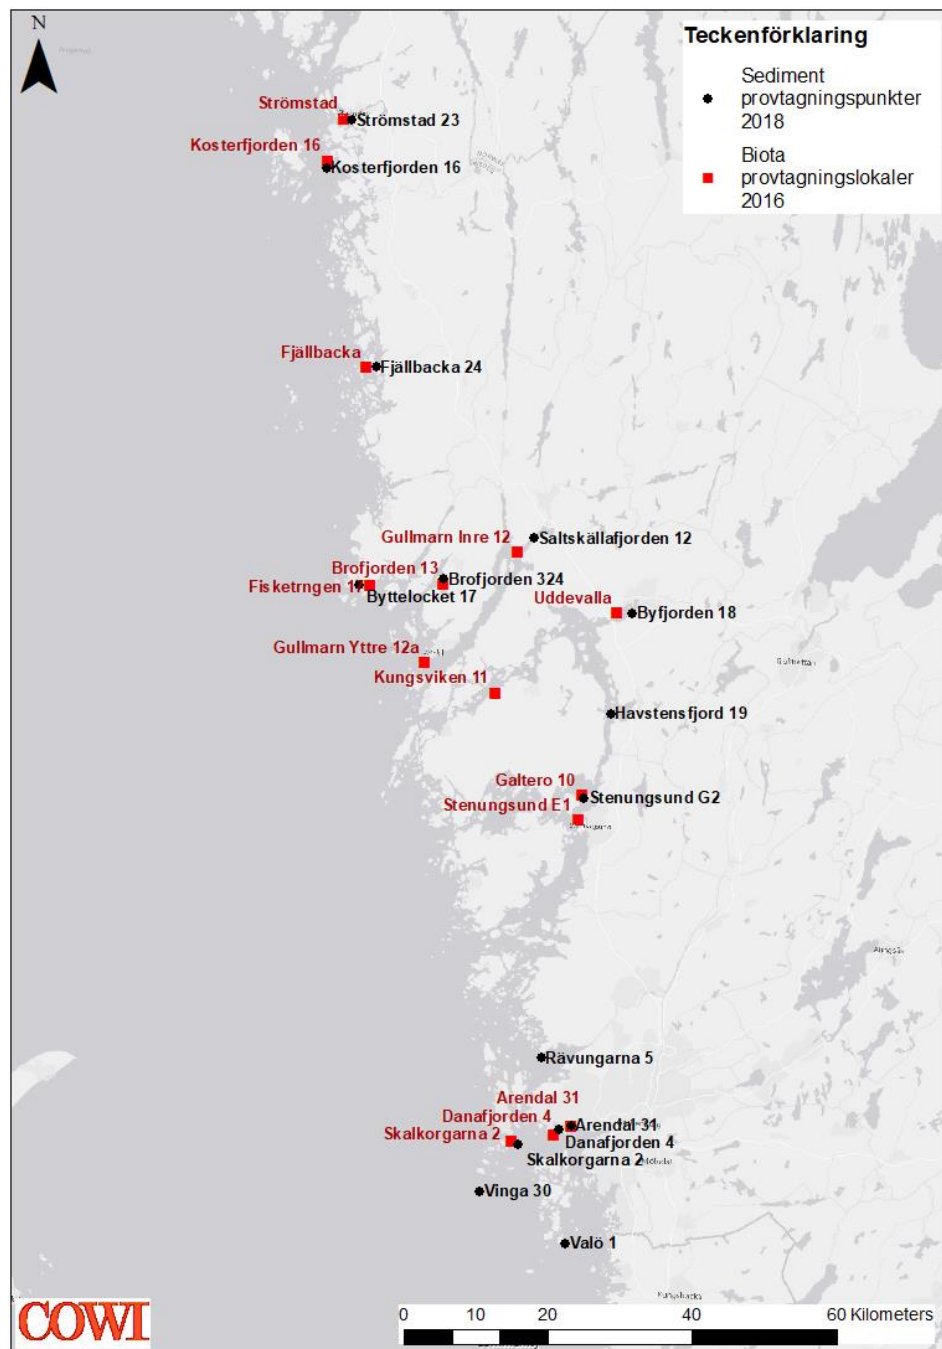 N
Teckenförklaring
Sediment
provtagningspunkter
2018
Biota
provtagningslokaler
2016
Strömstad
Strömstad 23
Kosterfjorden 16
Kosterfjorden 16
Fjällbacka
Fjällbacka 24
Gullmarn Inre 12
Saltskällafjorden 12
Brofjorden 13
Brofjorden 324
Fisketrngen 17
Byttelocket 17
Uddevalla
Byfjorden 18
Gullmarn Yttre 12a
Kungsviken 11
Havstensfjord 19
Galtero 10
Stenungsund G2
Stenungsund E1
Rävungarna 5
Arendal 31
Danafjorden 4
Arendal 31
Skalkorgarna 2
Danafjorden 4
Skalkorgarna 2
Vinga 30
Valö 1
Kungsbacka
COWI
0 10 20 40 60 Kilometers